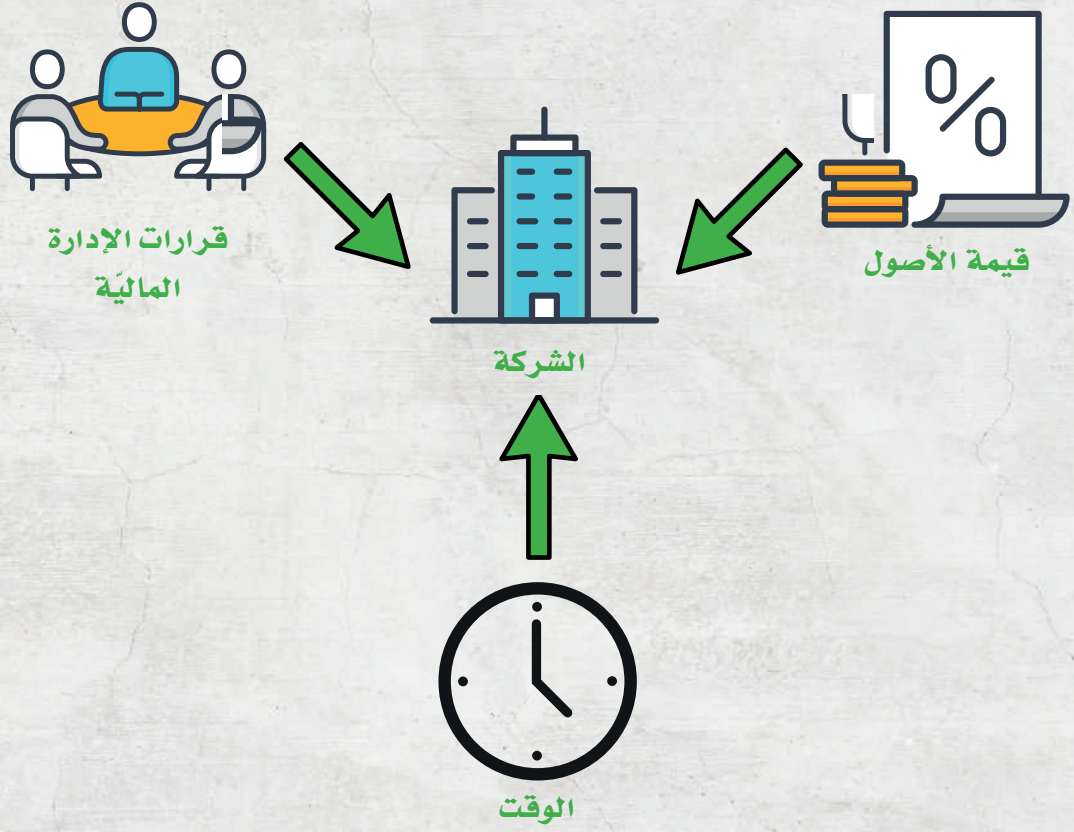 قرارات الإدارة
الماليّة
قيمة الأصول
%
الشركة
الوقت